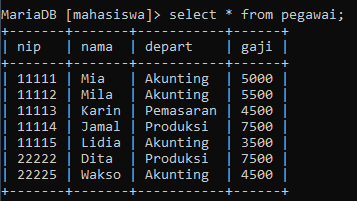 MariaDB [mahasiswa]> select * from pegawai;
+-------+-------+-----------+------+
| nip   | nama  | depart    | gaji |
+-------+-------+-----------+------+
| 11111 | Mia   | Akunting  | 5000 |
| 11112 | Mila  | Akunting  | 5500 |
| 11113 | Karin | Pemasaran | 4500 |
| 11114 | Jamal | Produksi  | 7500 |
| 11115 | Lidia | Akunting  | 3500 |
| 22222 | Dita  | Produksi  | 7500 |
| 22225 | Wakso | Akunting  | 4500 |
+-------+-------+-----------+------+